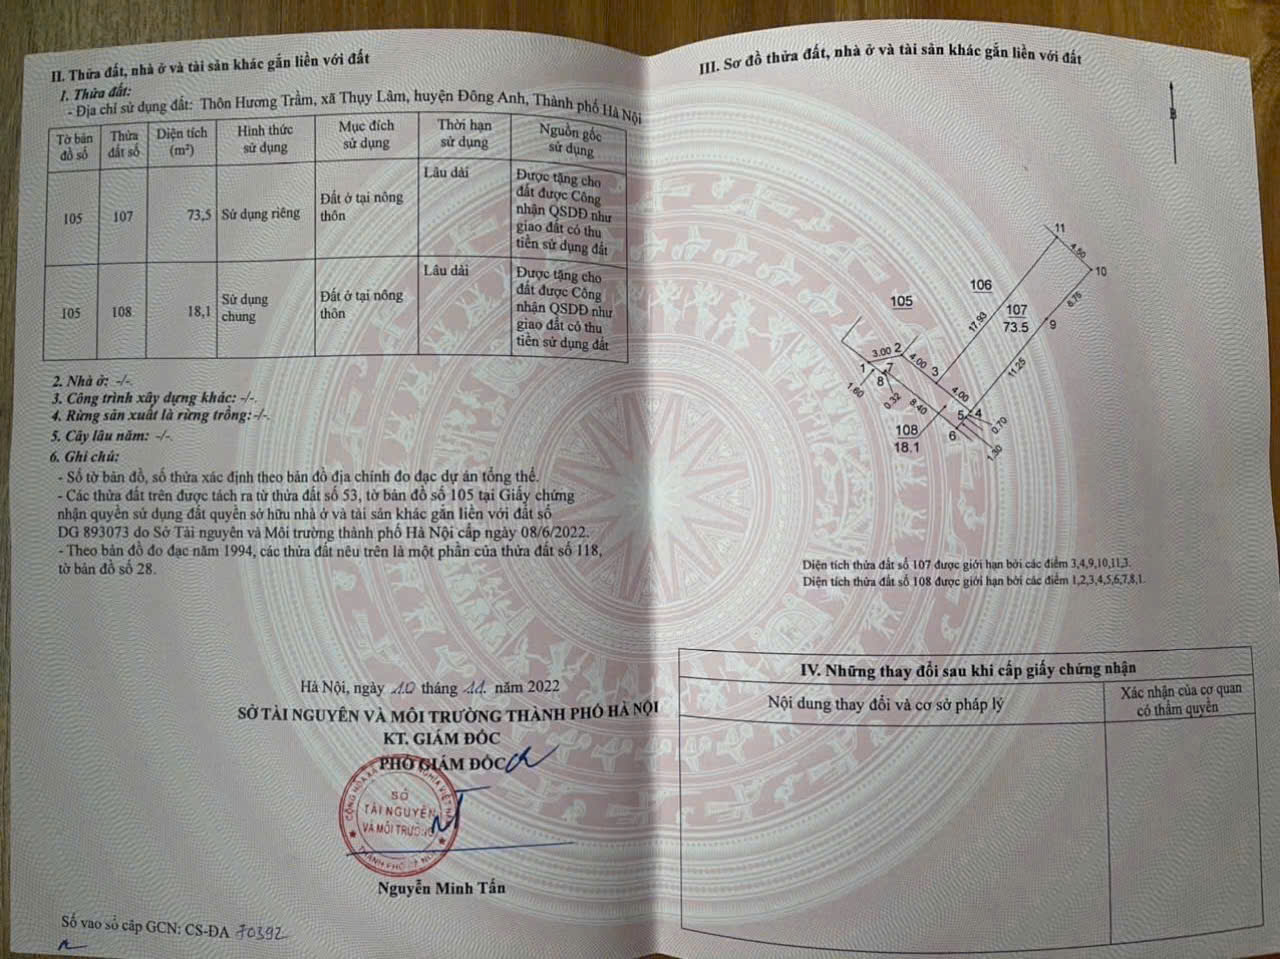 II. Thửa đất, nhà ở và tài sản khác gắn liền với đất
1. Thửa đất:
- Địa chỉ sử dụng đất: Thôn Hương Trầm, xã Thụy Lâm, huyện Đông Anh, Thành phố Hà Nội
Tờ bản đồ số | Thửa đất số | Diện tích (m²) | Hình thức sử dụng | Mục đích sử dụng | Thời hạn sử dụng | Nguồn gốc sử dụng
105 | 107 | 73,5 | Sử dụng riêng | Đất ở tại nông thôn | Lâu dài | Được tặng cho đất được Công nhận QSDĐ như giao đất có thu tiền sử dụng đất
105 | 108 | 18,1 | Sử dụng chung | Đất ở tại nông thôn | Lâu dài | Được tặng cho đất được Công nhận QSDĐ như giao đất có thu tiền sử dụng đất
2. Nhà ở: -/-.
3. Công trình xây dựng khác: -/-.
4. Rừng sản xuất là rừng trồng:-/-.
5. Cây lâu năm: -/-.
6. Ghi chú:
- Số tờ bản đồ, số thửa xác định theo bản đồ địa chính đo đạc dự án tổng thể.
- Các thửa đất trên được tách ra từ thửa đất số 53, tờ bản đồ số 105 tại Giấy chứng
nhận quyền sử dụng đất quyền sở hữu nhà ở và tài sản khác gắn liền với đất số
DG 893073 do Sở Tài nguyên và Môi trường thành phố Hà Nội cấp ngày 08/6/2022.
- Theo bản đồ đo đạc năm 1994, các thửa đất nêu trên là một phần của thửa đất số 118,
tờ bản đồ số 28.
Hà Nội, ngày 10 tháng 11 năm 2022
SỞ TÀI NGUYÊN VÀ MÔI TRƯỜNG THÀNH PHỐ HÀ NỘI
KT. GIÁM ĐỐC
PHÓ GIÁM ĐỐC
SỞ
TÀI NGUYÊN
VÀ MÔI TRƯỜNG
THÀNH PHỐ HÀ NỘI
Nguyễn Minh Tấn
Số vào sổ cấp GCN: CS-ĐA 70392
III. Sơ đồ thửa đất, nhà ở và tài sản khác gắn liền với đất
B
11
4.50
10
106
105
107
73.5
6.75
17.93
9
11.25
3.00
2
4.00
3
1
7
8
1.60
0.32
8.40
4.00
5
4
6
0.70
1.30
108
18.1
Diện tích thửa đất số 107 được giới hạn bởi các điểm 3,4,9,10,11,3.
Diện tích thửa đất số 108 được giới hạn bởi các điểm 1,2,3,4,5,6,7,8,1.
IV. Những thay đổi sau khi cấp giấy chứng nhận
Nội dung thay đổi và cơ sở pháp lý | Xác nhận của cơ quan có thẩm quyền